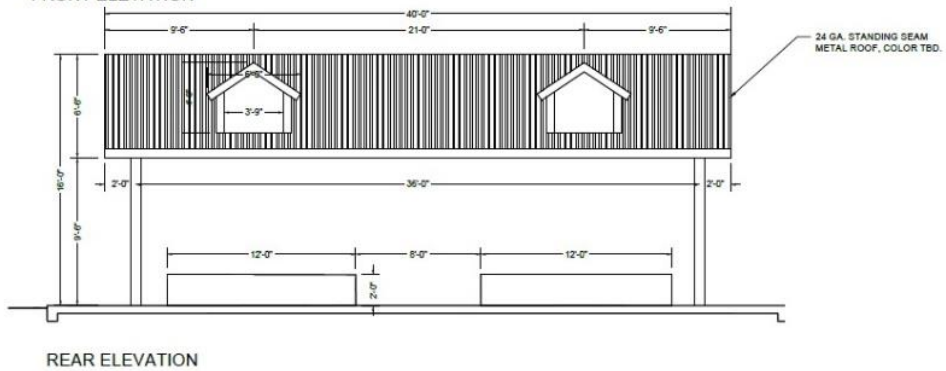 FRONT ELEVATION
40'-0"
9'-6" 21'-0" 9'-6"
24 GA. STANDING SEAM
METAL ROOF, COLOR TBD.
6'-6"
3'-9"
6'-6"
16'-0"
2'-0" 36'-0" 2'-0"
9'-6"
12'-0" 8'-0" 12'-0"
2'-0"
REAR ELEVATION